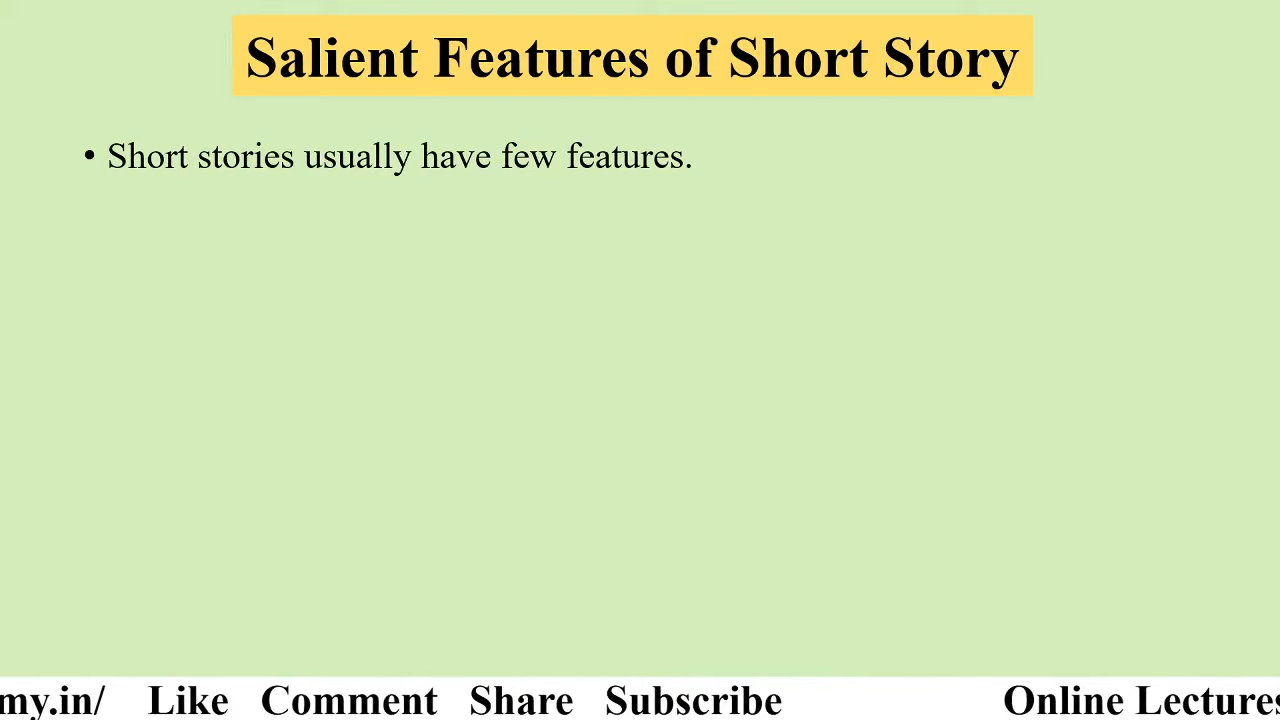 Salient Features of Short Story
• Short stories usually have few features.
my.in/ Like Comment Share Subscribe Online Lectures